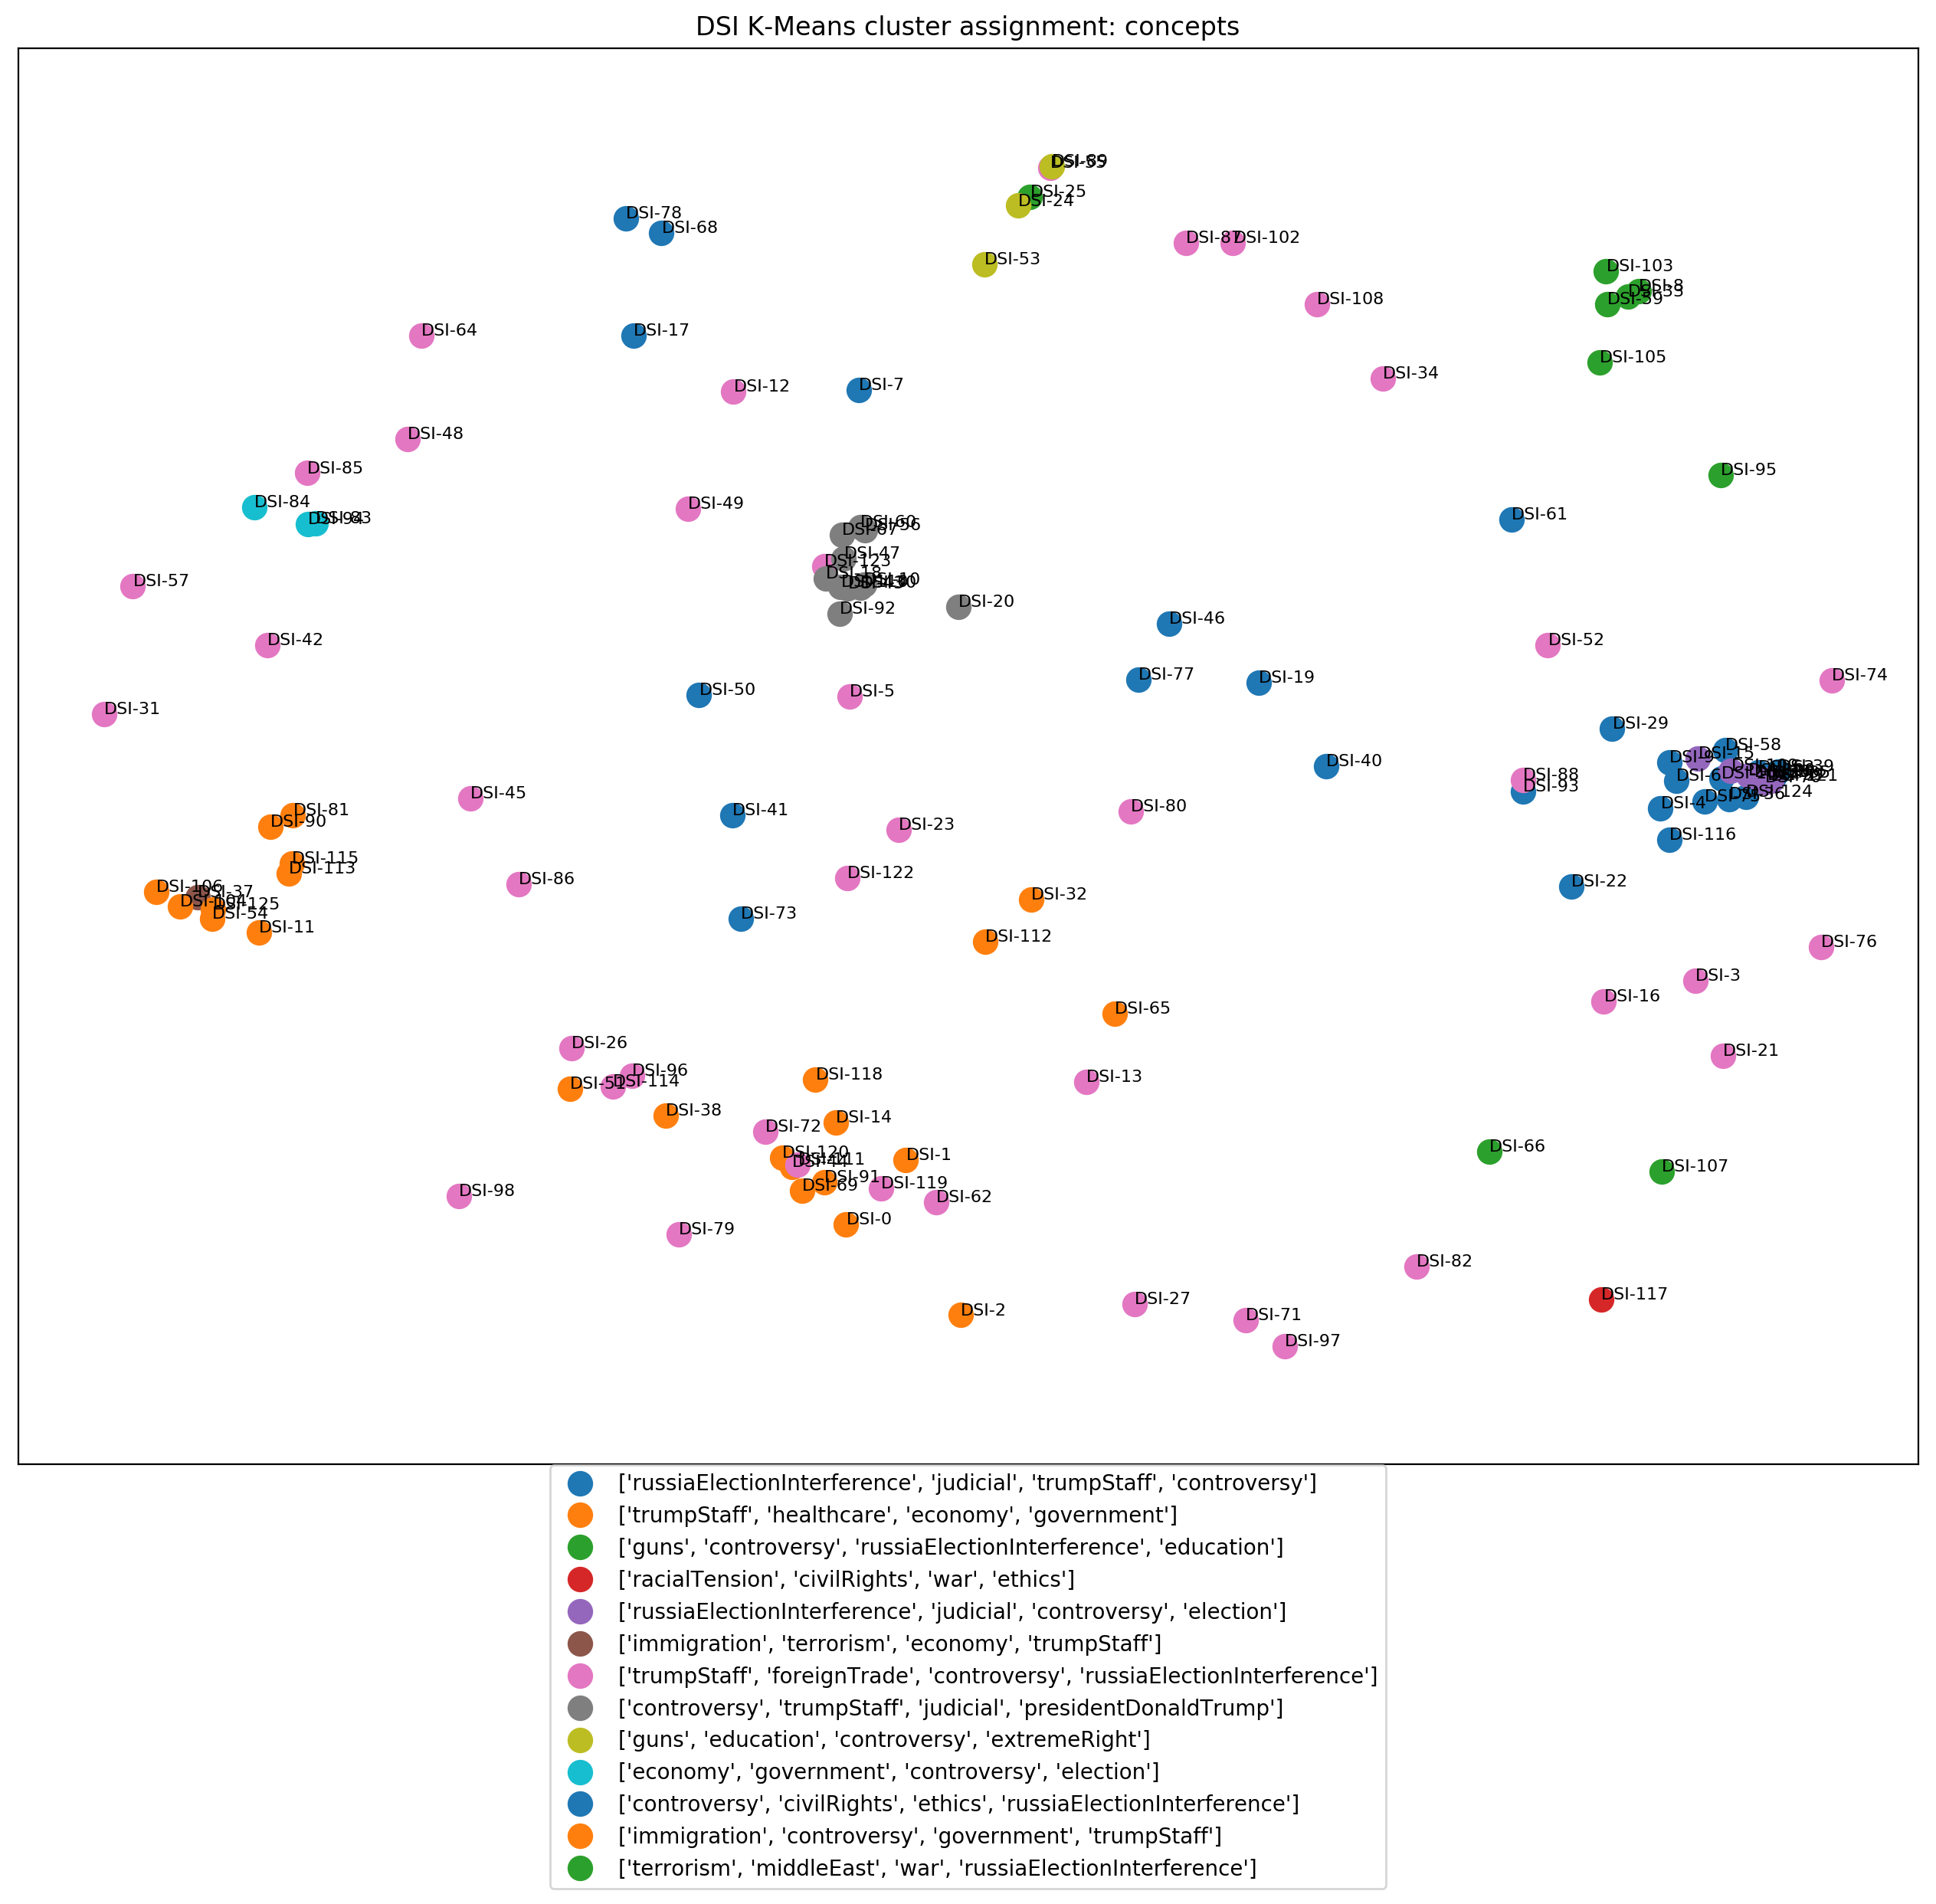 DSI K-Means cluster assignment: concepts
DSI-25
DSI-24
DSI-78
DSI-68
DSI-87
DSI-102
DSI-53
DSI-103
DSI-8
DSI-59
DSI-108
DSI-64
DSI-17
DSI-105
DSI-34
DSI-12
DSI-7
DSI-48
DSI-85
DSI-95
DSI-84
DSI-49
DSI-61
DSI-94
DSI-83
DSI-60
DSI-56
DSI-67
DSI-47
DSI-123
DSI-18
DSI-57
DSI-92
DSI-20
DSI-46
DSI-42
DSI-52
DSI-77
DSI-19
DSI-74
DSI-50
DSI-5
DSI-31
DSI-29
DSI-58
DSI-9
DSI-15
DSI-40
DSI-88
DSI-6
DSI-93
DSI-124
DSI-45
DSI-4
DSI-81
DSI-90
DSI-41
DSI-23
DSI-80
DSI-116
DSI-115
DSI-113
DSI-86
DSI-122
DSI-22
DSI-106
DSI-37
DSI-104
DSI-125
DSI-54
DSI-11
DSI-73
DSI-32
DSI-112
DSI-76
DSI-3
DSI-16
DSI-65
DSI-26
DSI-21
DSI-96
DSI-51
DSI-114
DSI-118
DSI-13
DSI-38
DSI-14
DSI-72
DSI-120
DSI-111
DSI-44
DSI-1
DSI-66
DSI-107
DSI-91
DSI-69
DSI-119
DSI-98
DSI-62
DSI-0
DSI-79
DSI-82
DSI-117
DSI-27
DSI-2
DSI-71
DSI-97
['russiaElectionInterference', 'judicial', 'trumpStaff', 'controversy']
['trumpStaff', 'healthcare', 'economy', 'government']
['guns', 'controversy', 'russiaElectionInterference', 'education']
['racialTension', 'civilRights', 'war', 'ethics']
['russiaElectionInterference', 'judicial', 'controversy', 'election']
['immigration', 'terrorism', 'economy', 'trumpStaff']
['trumpStaff', 'foreignTrade', 'controversy', 'russiaElectionInterference']
['controversy', 'trumpStaff', 'judicial', 'presidentDonaldTrump']
['guns', 'education', 'controversy', 'extremeRight']
['economy', 'government', 'controversy', 'election']
['controversy', 'civilRights', 'ethics', 'russiaElectionInterference']
['immigration', 'controversy', 'government', 'trumpStaff']
['terrorism', 'middleEast', 'war', 'russiaElectionInterference']